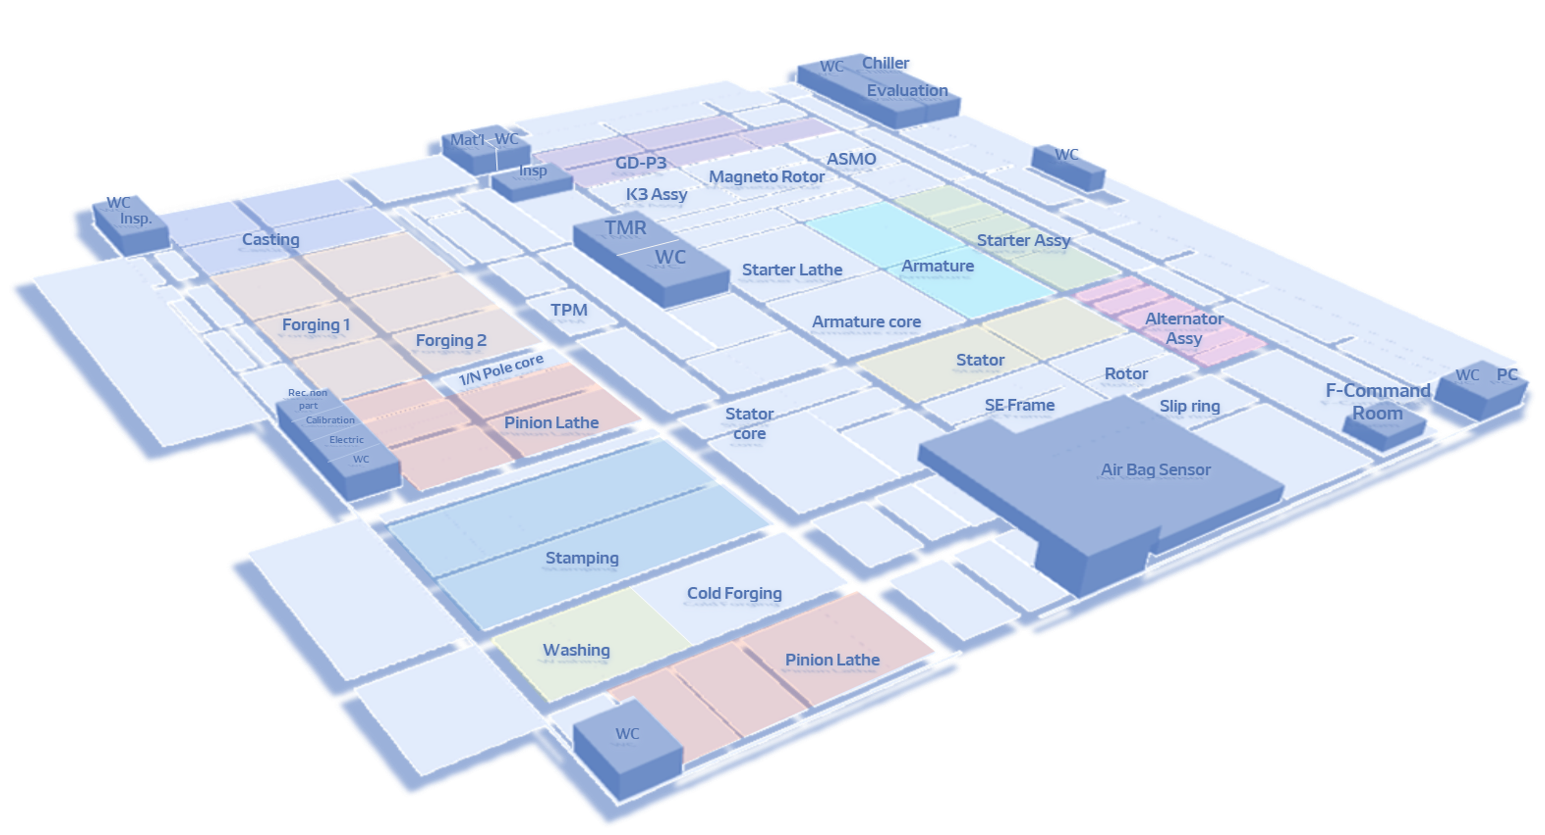 WC
Chiller
Evaluation
Mat'l
WC
Insp
GD-P3
ASMO
WC
Magneto Rotor
K3 Assy
WC
Insp.
Casting
TMR
WC
Starter Assy
Starter Lathe
Armature
TPM
Forging 1
Forging 2
Armature core
Alternator
Assy
1/N Pole core
Stator
Rotor
WC
PC
F-Command
Room
Rec. non
part
Calibration
Electric
WC
Pinion Lathe
Stator
core
SE Frame
Slip ring
Air Bag Sensor
Stamping
Cold Forging
Washing
Pinion Lathe
WC